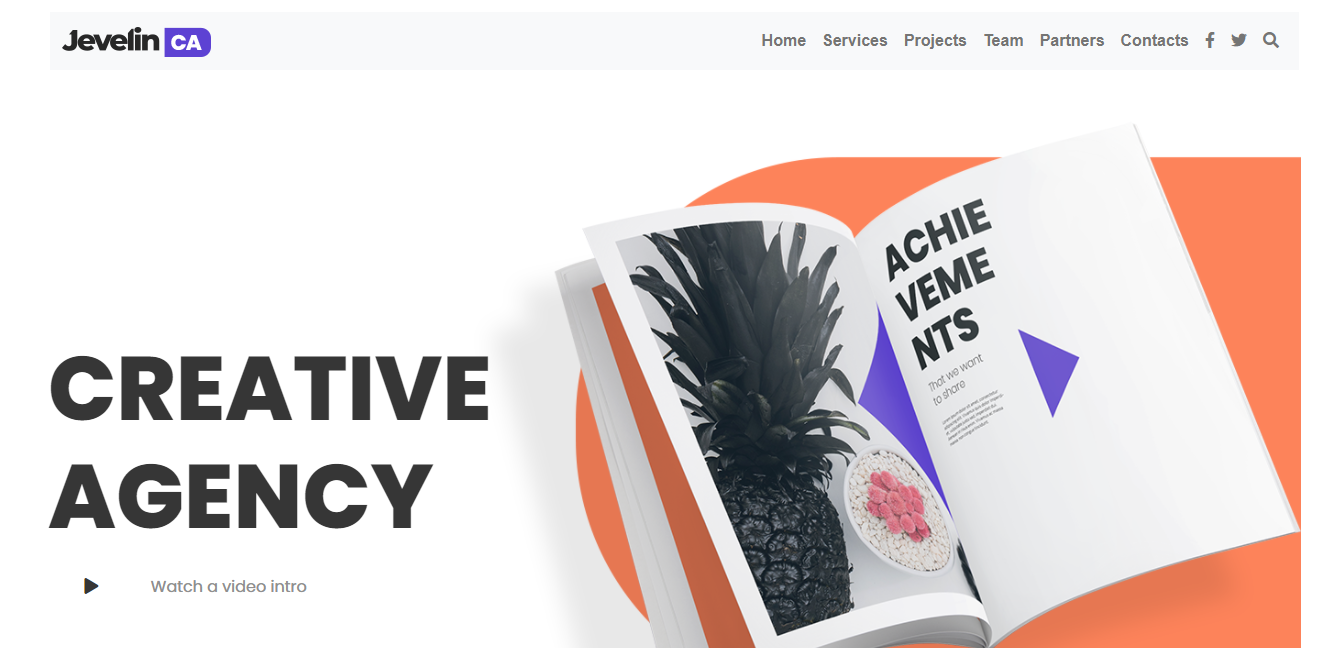 Jevelin CA
Home Services Projects Team Partners Contacts
ACHIE
VEME
NTS
That we want
to share
CREATIVE
AGENCY
Watch a video intro